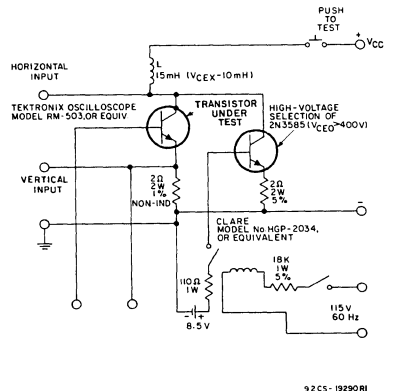 PUSH
TO
TEST
+
VCC
L
15mH (VCEX-10mH)
HORIZONTAL
INPUT
TEKTRONIX OSCILLOSCOPE
MODEL RM-503,OR EQUIV
TRANSISTOR
UNDER
TEST
HIGH-VOLTAGE
SELECTION OF
2N3585 (VCEO>400V)
VERTICAL
INPUT
2Ω
2W
1%
NON-IND
2Ω
2W
5%
–
CLARE
MODEL No.HGP-2034,
OR EQUIVALENT
110Ω
1W
18K
1W
5%
- +
8.5V
115V
60 Hz
92CS-19290R1